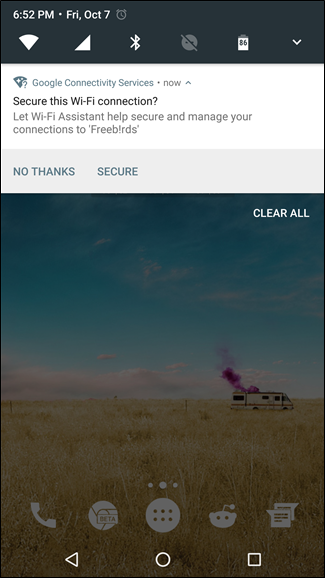 6:52 PM • Fri, Oct 7
86
Google Connectivity Services • now
Secure this Wi-Fi connection?
Let Wi-Fi Assistant help secure and manage your
connections to 'Freeb!rds'
NO THANKS SECURE
CLEAR ALL
BETA